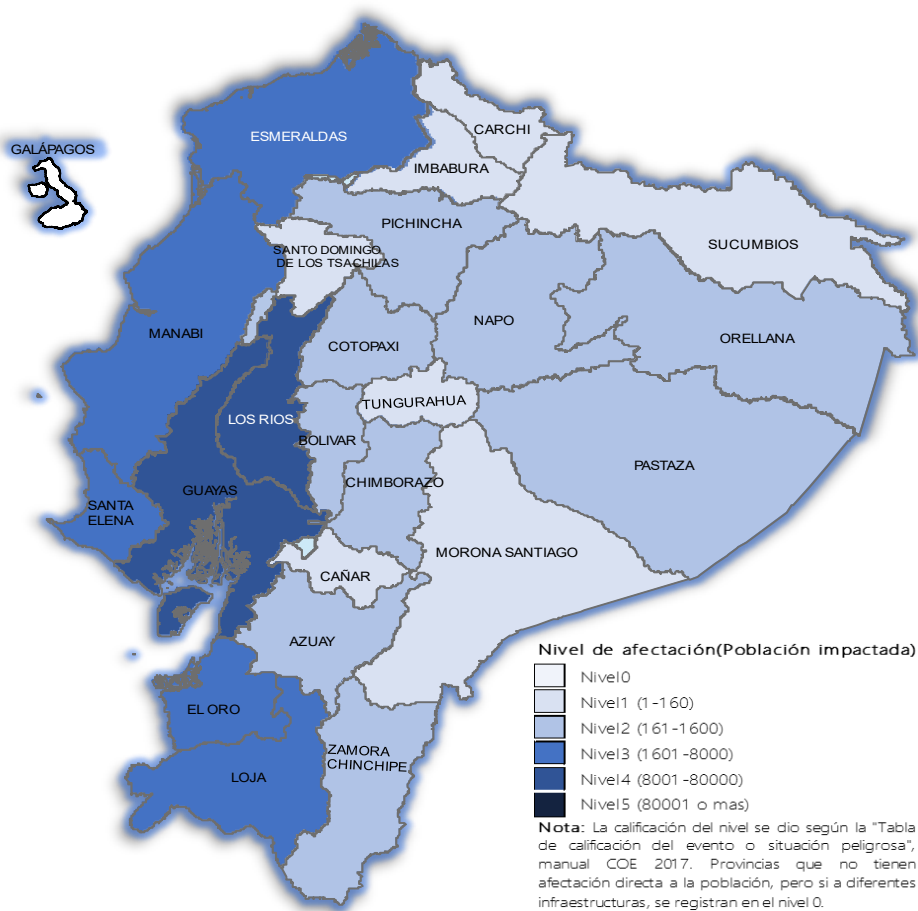 ESMERALDAS
CARCHI
GALÁPAGOS
IMBABURA
PICHINCHA
SUCUMBIOS
SANTO DOMINGO
DE LOS TSACHILAS
NAPO
MANABI
ORELLANA
COTOPAXI
TUNGURAHUA
LOS RIOS
BOLIVAR
PASTAZA
CHIMBORAZO
GUAYAS
SANTA
ELENA
MORONA SANTIAGO
CAÑAR
AZUAY
EL ORO
ZAMORA
CHINCHIPE
LOJA
Nivel de afectación(Población impactada)
Nivel0
Nivel1 (1-160)
Nivel2 (161-1600)
Nivel3 (1601-8000)
Nivel4 (8001-80000)
Nivel5 (80001 o mas)
Nota: La calificación del nivel se dio según la "Tabla
de calificación del evento o situación peligrosa",
manual COE 2017. Provincias que no tienen
afectación directa a la población, pero si a diferentes
infraestructuras, se registran en el nivel 0.